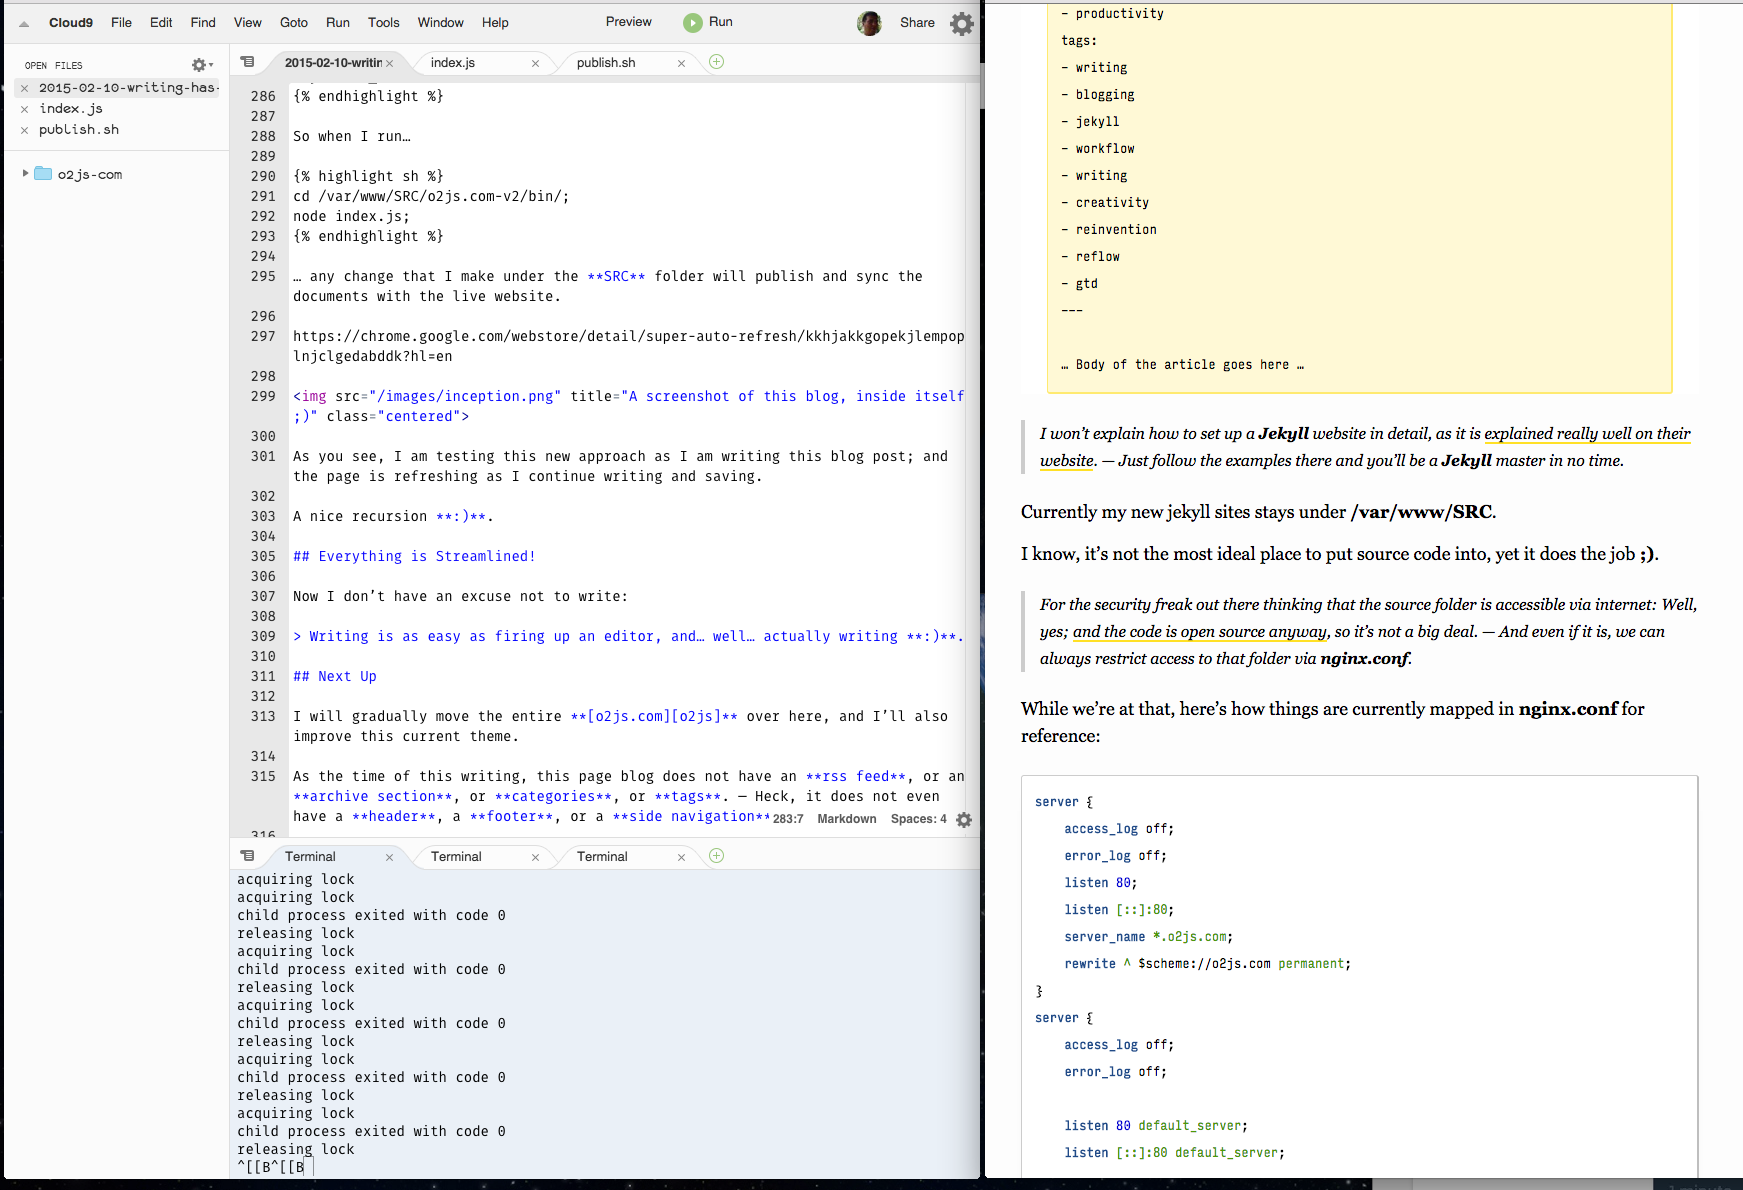 Cloud9 File Edit Find View Goto Run Tools Window Help Preview Run Share
OPEN FILES
2015-02-10-writing-has-
index.js
publish.sh
o2js-com
2015-02-10-writin index.js publish.sh
286 {% endhighlight %}
287
288 So when I run…
289
290 {% highlight sh %}
291 cd /var/www/SRC/o2js.com-v2/bin/;
292 node index.js;
293 {% endhighlight %}
294
295 … any change that I make under the **SRC** folder will publish and sync the
documents with the live website.
296
297 https://chrome.google.com/webstore/detail/super-auto-refresh/kkhjakkgopekjlempop
lnjclgedabddk?hl=en
298
299 <img src="/images/inception.png" title="A screenshot of this blog, inside itself
;)" class="centered">
300
301 As you see, I am testing this new approach as I am writing this blog post; and
the page is refreshing as I continue writing and saving.
302
303 A nice recursion **:)**.
304
305 ## Everything is Streamlined!
306
307 Now I don’t have an excuse not to write:
308
309 > Writing is as easy as firing up an editor, and… well… actually writing **:)**.
310
311 ## Next Up
312
313 I will gradually move the entire **[o2js.com][o2js]** over here, and I’ll also
improve this current theme.
314
315 As the time of this writing, this page blog does not have an **rss feed**, or an
**archive section**, or **categories**, or **tags**. — Heck, it does not even
have a **header**, a **footer**, or a **side navigation**
316
283:7 Markdown Spaces: 4
Terminal Terminal Terminal
acquiring lock
acquiring lock
child process exited with code 0
releasing lock
acquiring lock
child process exited with code 0
releasing lock
acquiring lock
child process exited with code 0
releasing lock
acquiring lock
child process exited with code 0
releasing lock
acquiring lock
child process exited with code 0
releasing lock
^[[B^[[B
- productivity
tags:
- writing
- blogging
- jekyll
- workflow
- writing
- creativity
- reinvention
- reflow
- gtd
---
… Body of the article goes here …
I won’t explain how to set up a Jekyll website in detail, as it is explained really well on their
website. — Just follow the examples there and you’ll be a Jekyll master in no time.
Currently my new jekyll sites stays under /var/www/SRC.
I know, it’s not the most ideal place to put source code into, yet it does the job ;).
For the security freak out there thinking that the source folder is accessible via internet: Well,
yes; and the code is open source anyway, so it’s not a big deal. — And even if it is, we can
always restrict access to that folder via nginx.conf.
While we’re at that, here’s how things are currently mapped in nginx.conf for
reference:
server {
access_log off;
error_log off;
listen 80;
listen [::]:80;
server_name *.o2js.com;
rewrite ^ $scheme://o2js.com permanent;
}
server {
access_log off;
error_log off;
listen 80 default_server;
listen [::]:80 default_server;